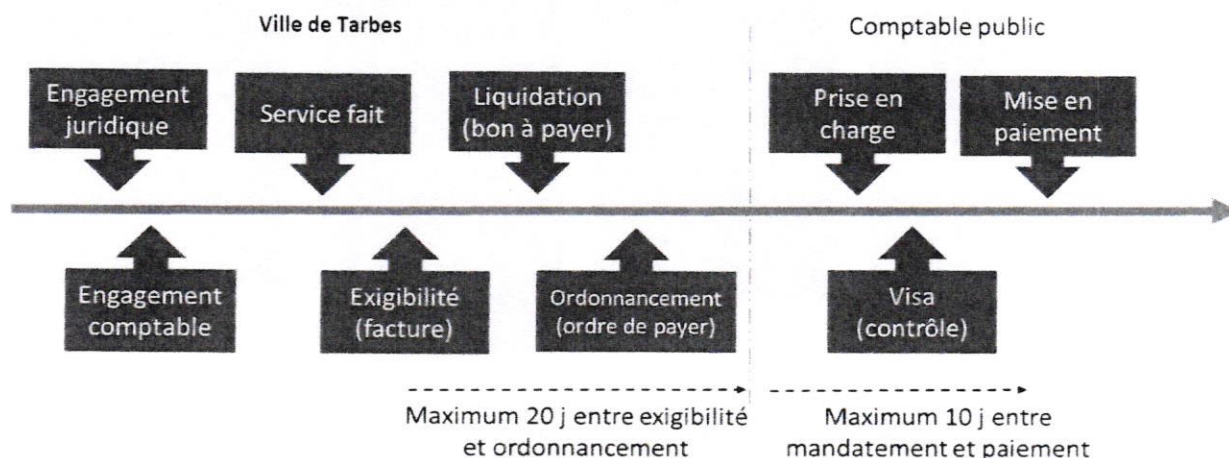 Ville de Tarbes
Comptable public
Engagement
juridique
Service fait
Liquidation
(bon à payer)
Prise en
charge
Mise en
paiement
Engagement
comptable
Exigibilité
(facture)
Ordonnancement
(ordre de payer)
Visa
(contrôle)
Maximum 20 j entre exigibilité
et ordonnancement
Maximum 10 j entre
mandatement et paiement